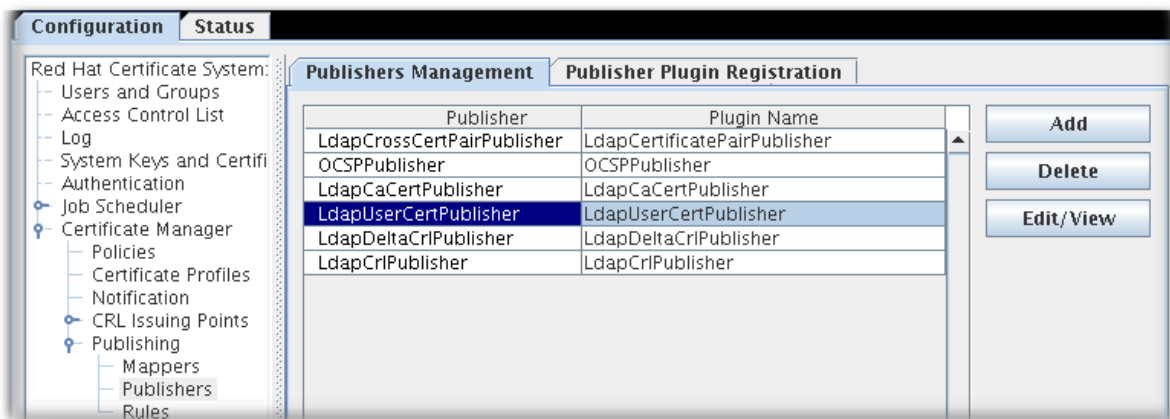 Configuration Status
Red Hat Certificate System:
Users and Groups
Access Control List
Log
System Keys and Certifi
Authentication
Job Scheduler
Certificate Manager
Policies
Certificate Profiles
Notification
CRL Issuing Points
Publishing
Mappers
Publishers
Rules
Publishers Management Publisher Plugin Registration
Publisher Plugin Name
LdapCrossCertPairPublisher LdapCertificatePairPublisher
OCSPPublisher OCSPPublisher
LdapCaCertPublisher LdapCaCertPublisher
LdapUserCertPublisher LdapUserCertPublisher
LdapDeltaCrlPublisher LdapDeltaCrlPublisher
LdapCrlPublisher LdapCrlPublisher
Add
Delete
Edit/View